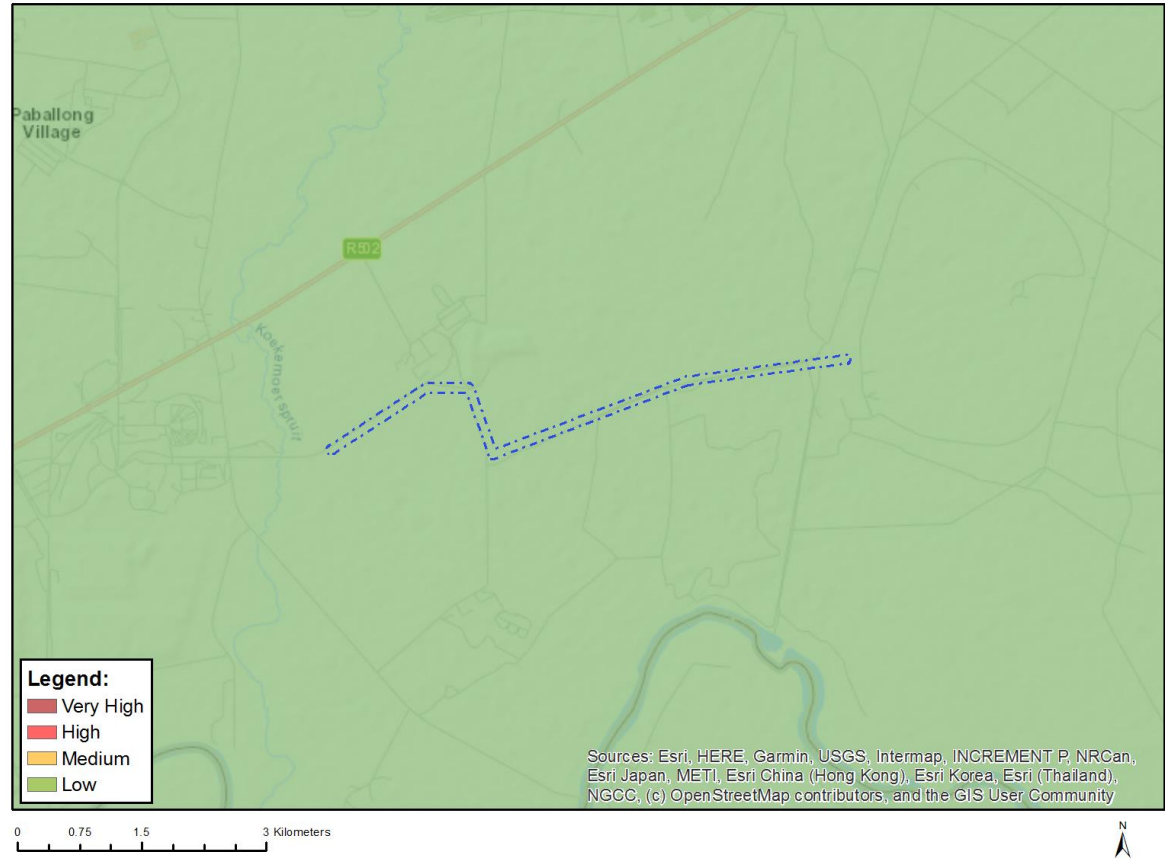 Paballong
Village
R502
Koekemoerspruit
Legend:
Very High
High
Medium
Low
Sources: Esri, HERE, Garmin, USGS, Intermap, INCREMENT P, NRCan,
Esri Japan, METI, Esri China (Hong Kong), Esri Korea, Esri (Thailand),
NGCC, (c) OpenStreetMap contributors, and the GIS User Community
0 0.75 1.5 3 Kilometers
N